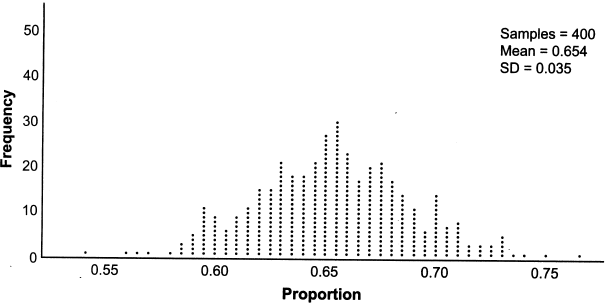 50
Samples = 400
Mean = 0.654
SD = 0.035
40
Frequency
30
20
10
0
0.55 0.60 0.65 0.70 0.75
Proportion